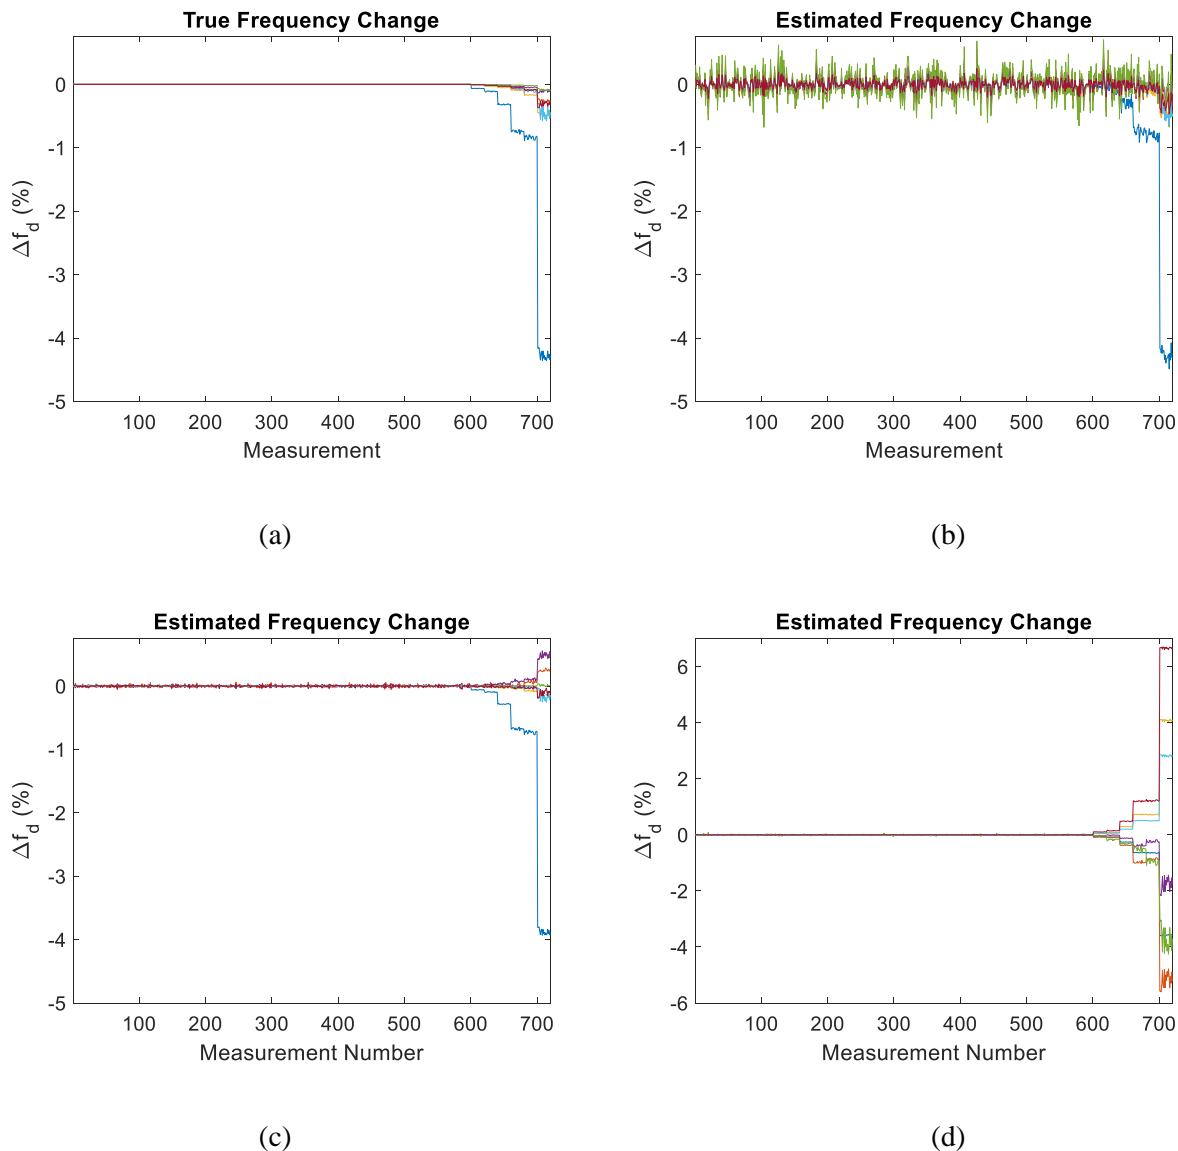 True Frequency Change
0
-1
-2
-3
-4
-5
Δf_d (%)
100 200 300 400 500 600 700
Measurement
(a)
Estimated Frequency Change
0
-1
-2
-3
-4
-5
Δf_d (%)
100 200 300 400 500 600 700
Measurement
(b)
Estimated Frequency Change
0
-1
-2
-3
-4
-5
Δf_d (%)
100 200 300 400 500 600 700
Measurement Number
(c)
Estimated Frequency Change
6
4
2
0
-2
-4
-6
Δf_d (%)
100 200 300 400 500 600 700
Measurement Number
(d)